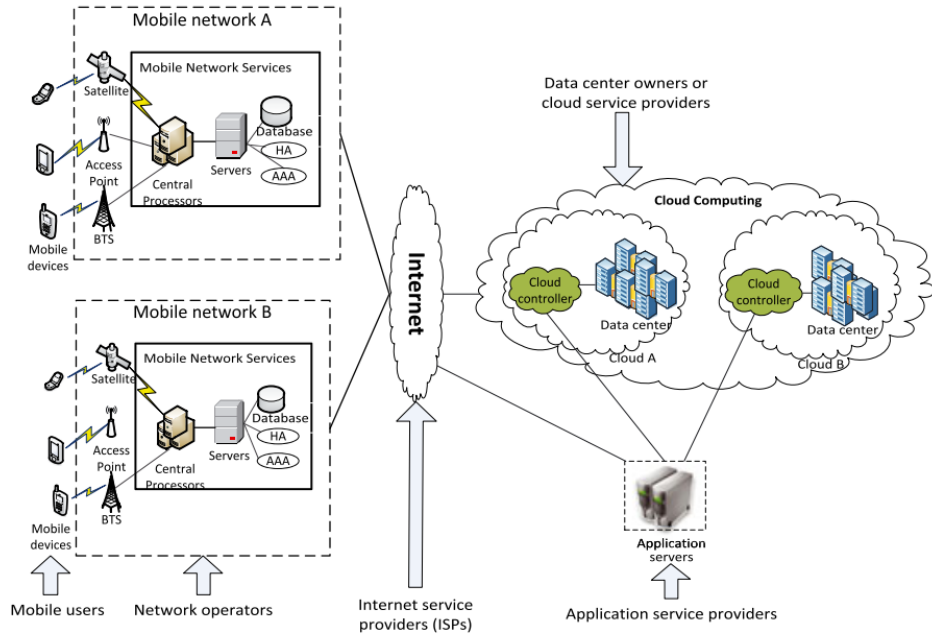 Mobile network A
Mobile Network Services
Satellite
Database
HA
AAA
Access
Point
Servers
Central
Processors
BTS
Mobile
devices
Mobile network B
Mobile Network Services
Satellite
Database
HA
AAA
Access
Point
Servers
Central
Processors
BTS
Mobile
devices
Mobile users
Network operators
Internet
Internet service
providers (ISPs)
Data center owners or
cloud service providers
Cloud Computing
Cloud
controller
Data center
Cloud A
Cloud
controller
Data center
Cloud B
Application
servers
Application service providers